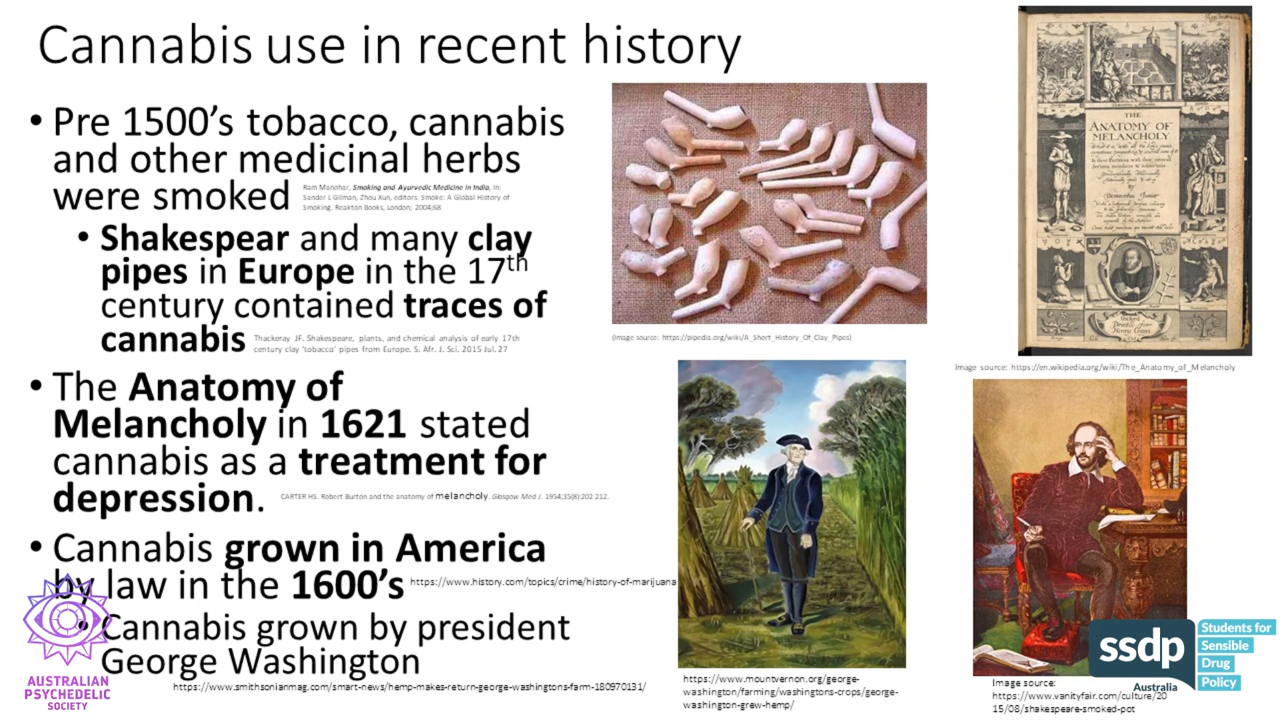 Cannabis use in recent history
• Pre 1500's tobacco, cannabis
and other medicinal herbs
were smoked
Ram Manohar, Smoking and Ayurvedic Medicine in India, In:
Sander L Gilman, Zhou Xun, editors. Smoke: A Global History of
Smoking. Reaktion Books, London; 2004;68
• Shakespear and many clay
pipes in Europe in the 17th
century contained traces of
cannabis
Thackeray JF. Shakespeare, plants, and chemical analysis of early 17th
century clay 'tobacco' pipes from Europe. S. Afr. J. Sci. 2015 Jul. 27
• The Anatomy of
Melancholy in 1621 stated
cannabis as a treatment for
depression.
CARTER HS. Robert Burton and the anatomy of melancholy. Glasgow Med J. 1954;35(8):202 212.
• Cannabis grown in America
by law in the 1600's
https://www.history.com/topics/crime/history-of-marijuana
• Cannabis grown by president
George Washington
https://www.smithsonianmag.com/smart-news/hemp-makes-return-george-washingtons-farm-180970131/
AUSTRALIAN
PSYCHEDELIC
SOCIETY
(Image source: https://pipedia.org/wiki/A_Short_History_Of_Clay_Pipes)
https://www.mountvernon.org/george-
washington/farming/washingtons-crops/george-
washington-grew-hemp/
THE
ANATOMY OF
MELANCHOLY
Image source: https://en.wikipedia.org/wiki/The_Anatomy_of_Melancholy
ssdp
Australia
Students for
Sensible
Drug
Policy
Image source:
https://www.vanityfair.com/culture/20
15/08/shakespeare-smoked-pot